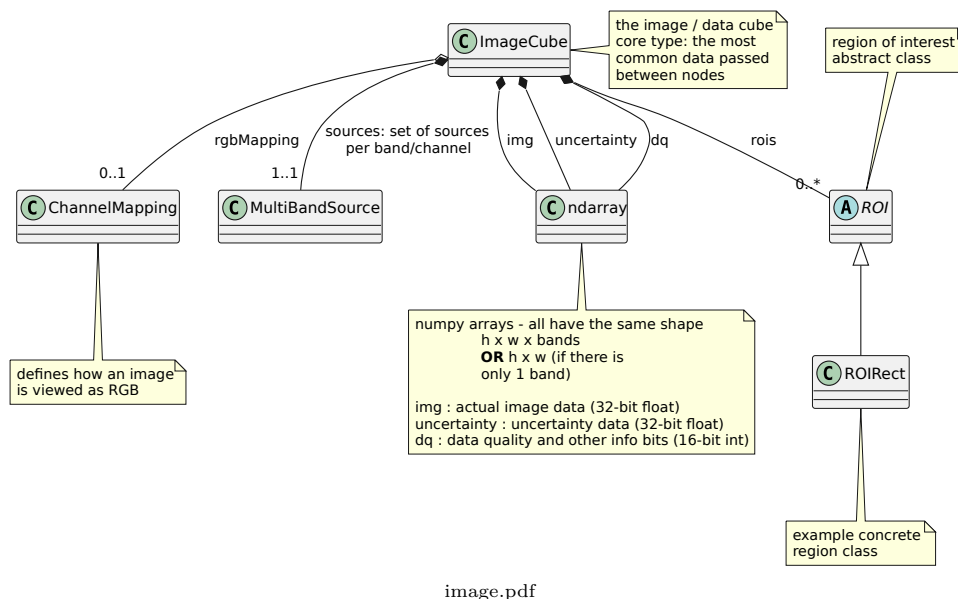 C ImageCube
the image / data cube
core type: the most
common data passed
between nodes
region of interest
abstract class
rgbMapping
sources: set of sources
per band/channel
img
uncertainty
dq
rois
0..1
1..1
0..*
C ChannelMapping
C MultiBandSource
C ndarray
A ROI
numpy arrays - all have the same shape
h x w x bands
OR h x w (if there is
only 1 band)
img : actual image data (32-bit float)
uncertainty : uncertainty data (32-bit float)
dq : data quality and other info bits (16-bit int)
defines how an image
is viewed as RGB
C ROIRect
example concrete
region class
image.pdf